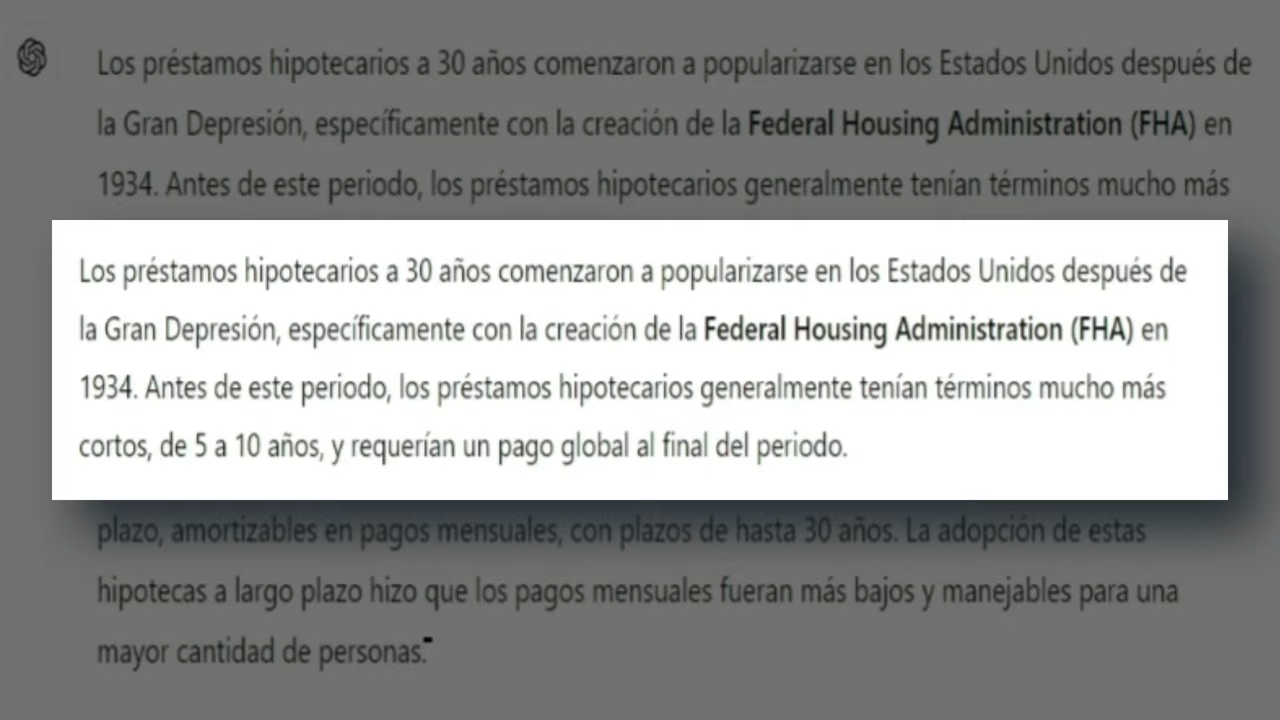 Los préstamos hipotecarios a 30 años comenzaron a popularizarse en los Estados Unidos después de
la Gran Depresión, específicamente con la creación de la Federal Housing Administration (FHA) en
1934. Antes de este periodo, los préstamos hipotecarios generalmente tenían términos mucho más
Los préstamos hipotecarios a 30 años comenzaron a popularizarse en los Estados Unidos después de
la Gran Depresión, específicamente con la creación de la Federal Housing Administration (FHA) en
1934. Antes de este periodo, los préstamos hipotecarios generalmente tenían términos mucho más
cortos, de 5 a 10 años, y requerían un pago global al final del periodo.
plazo, amortizables en pagos mensuales, con plazos de hasta 30 años. La adopción de estas
hipotecas a largo plazo hizo que los pagos mensuales fueran más bajos y manejables para una
mayor cantidad de personas.